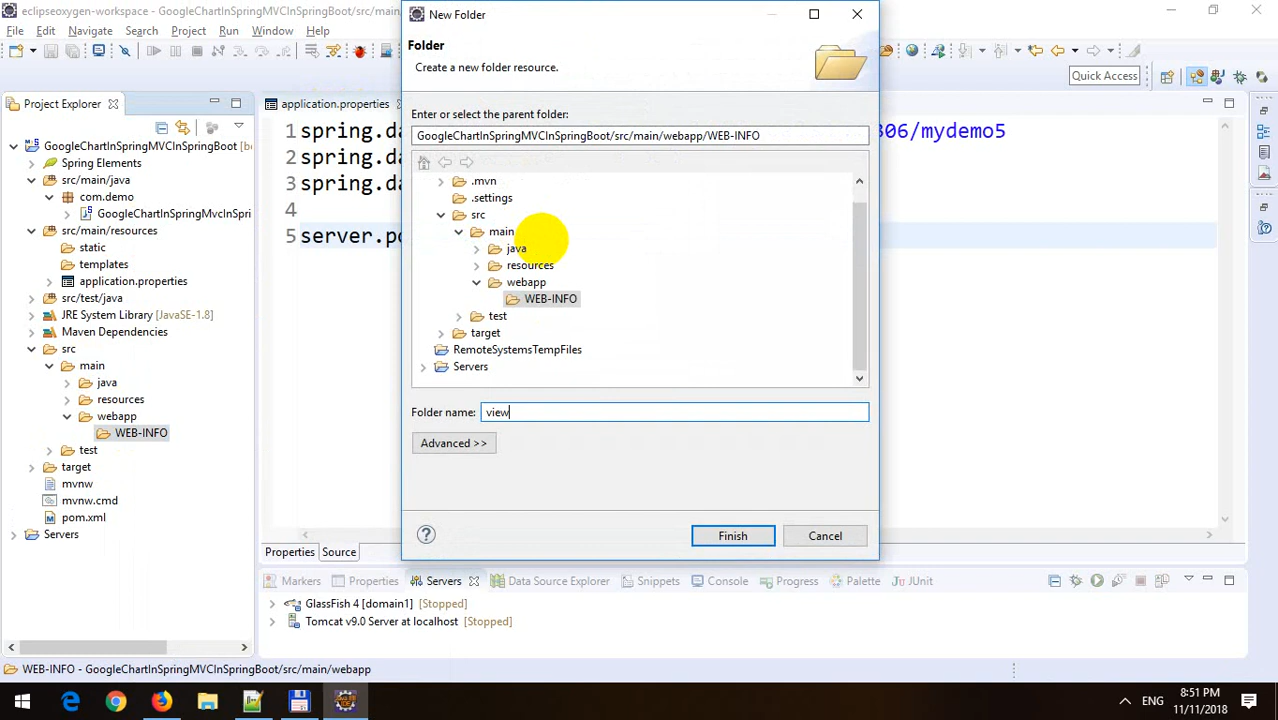 eclipseoxygen-workspace - GoogleChartInSpringMVCInSpringBoot/src/main
New Folder
File Edit Navigate Search Project Run Window Help
Folder
Create a new folder resource.
Quick Access
Project Explorer
application.properties
Enter or select the parent folder:
GoogleChartInSpringMVCInSpringBoot/src/main/webapp/WEB-INFO
GoogleChartInSpringMVCInSpringBoot
Spring Elements
src/main/java
com.demo
GoogleChartInSpringMvcInSpri
src/main/resources
static
templates
application.properties
src/test/java
JRE System Library [JavaSE-1.8]
Maven Dependencies
src
main
java
resources
webapp
WEB-INFO
test
target
mvnw
mvnw.cmd
pom.xml
Servers
1 spring.da
306/mydemo5
2 spring.da
3 spring.da
4
5 server.po
.mvn
.settings
src
main
java
resources
webapp
WEB-INFO
test
target
RemoteSystemsTempFiles
Servers
Folder name: view
Advanced >>
Finish Cancel
Properties Source
Markers Properties Servers Data Source Explorer Snippets Console Progress Palette JUnit
GlassFish 4 [domain1] [Stopped]
Tomcat v9.0 Server at localhost [Stopped]
WEB-INFO - GoogleChartInSpringMVCInSpringBoot/src/main/webapp
ENG
8:51 PM
11/11/2018